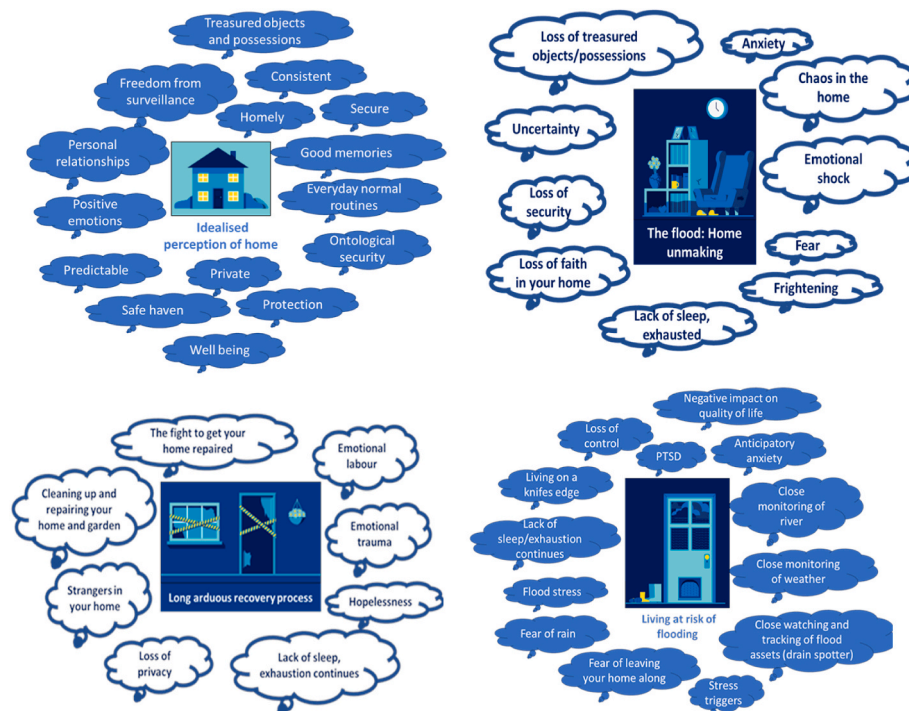 Treasured objects
and possessions
Freedom from
surveillance
Consistent
Homely
Secure
Personal
relationships
Good memories
Positive
emotions
Everyday normal
routines
Idealised
perception of home
Ontological
security
Predictable
Private
Safe haven
Protection
Well being
Loss of treasured
objects/possessions
Anxiety
Chaos in the
home
Uncertainty
Emotional
shock
Loss of
security
The flood: Home
unmaking
Fear
Loss of faith
in your home
Frightening
Lack of sleep,
exhausted
The fight to get your
home repaired
Emotional
labour
Cleaning up and
repairing your
home and garden
Emotional
trauma
Strangers in
your home
Long arduous recovery process
Hopelessness
Loss of
privacy
Lack of sleep,
exhaustion continues
Negative impact on
quality of life
Loss of
control
PTSD
Anticipatory
anxiety
Living on a
knifes edge
Close
monitoring of
river
Lack of
sleep/exhaustion
continues
Close monitoring
of weather
Flood stress
Living at risk of
flooding
Fear of rain
Close watching and
tracking of flood
assets (drain spotter)
Fear of leaving
your home along
Stress
triggers